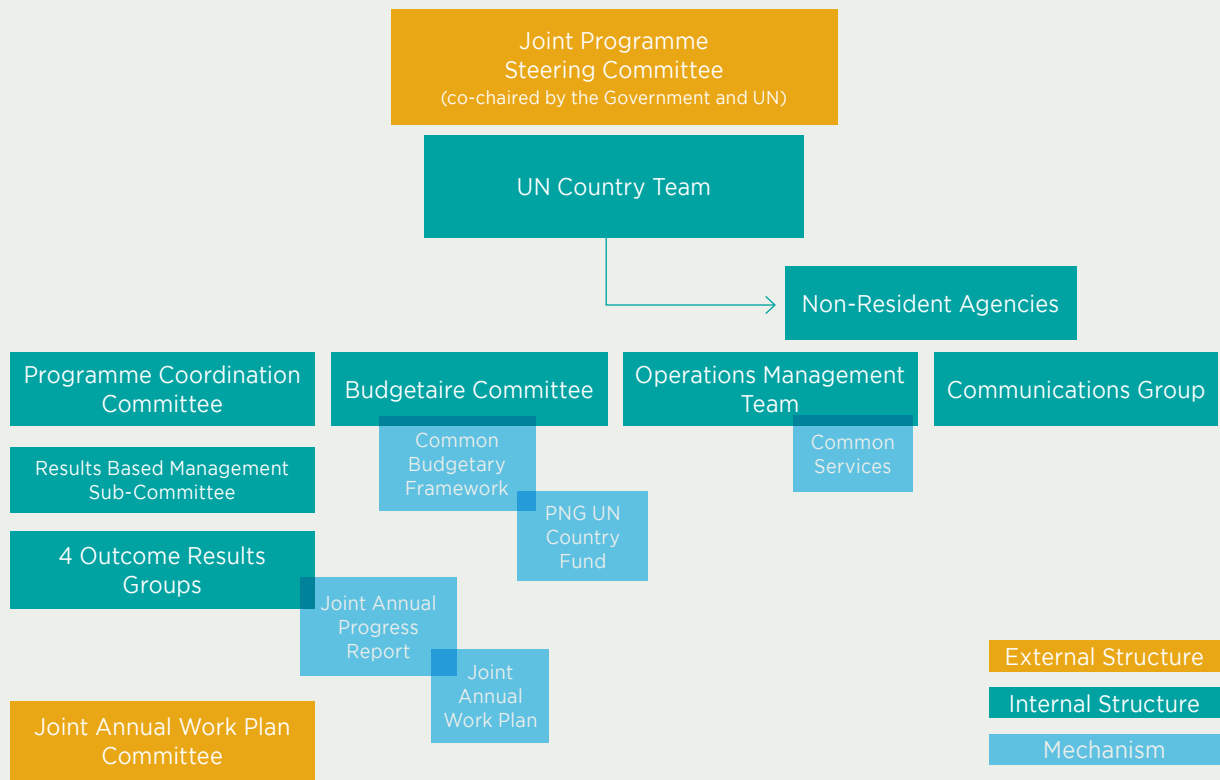 Joint Programme
Steering Committee
(co-chaired by the Government and UN)
UN Country Team
Non-Resident Agencies
Programme Coordination
Committee
Budgetaire Committee
Operations Management
Team
Communications Group
Common
Budgetary
Framework
Common
Services
Results Based Management
Sub-Committee
PNG UN
Country
Fund
4 Outcome Results
Groups
Joint Annual
Progress
Report
Joint
Annual
Work Plan
Joint Annual Work Plan
Committee
External Structure
Internal Structure
Mechanism